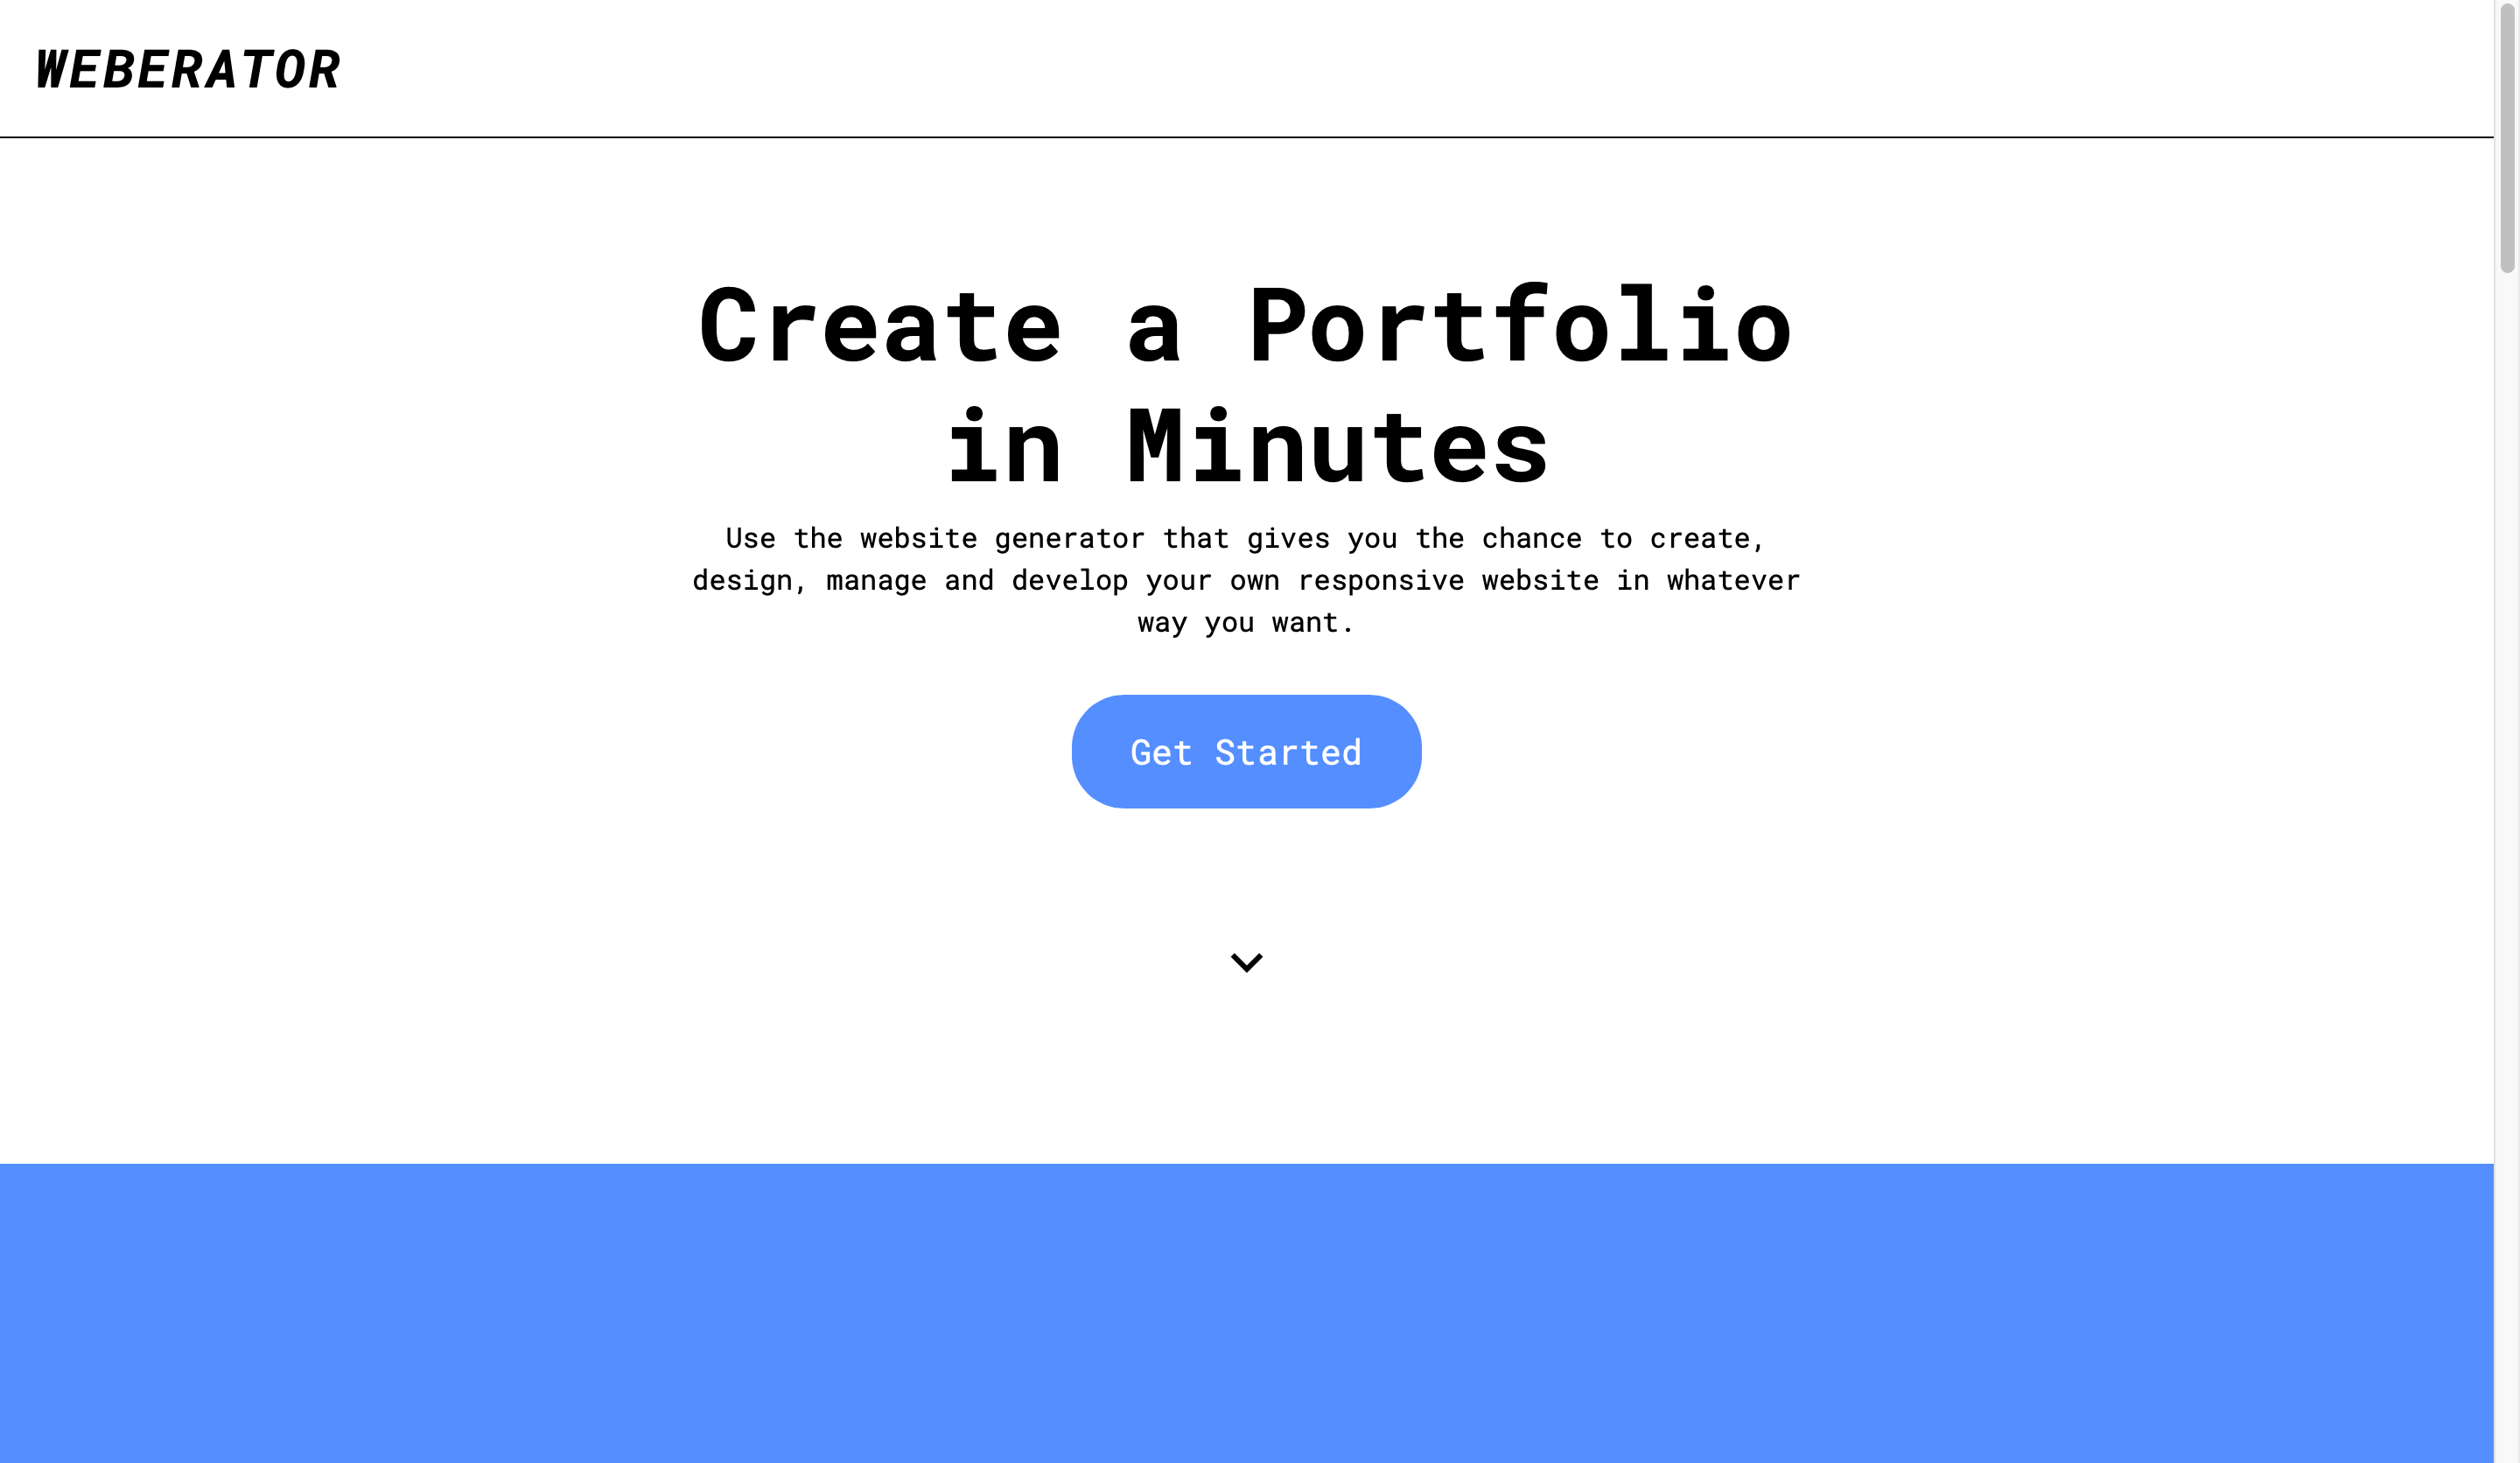 WEBERATOR
Create a Portfolio
in Minutes
Use the website generator that gives you the chance to create,
design, manage and develop your own responsive website in whatever
way you want.
Get Started